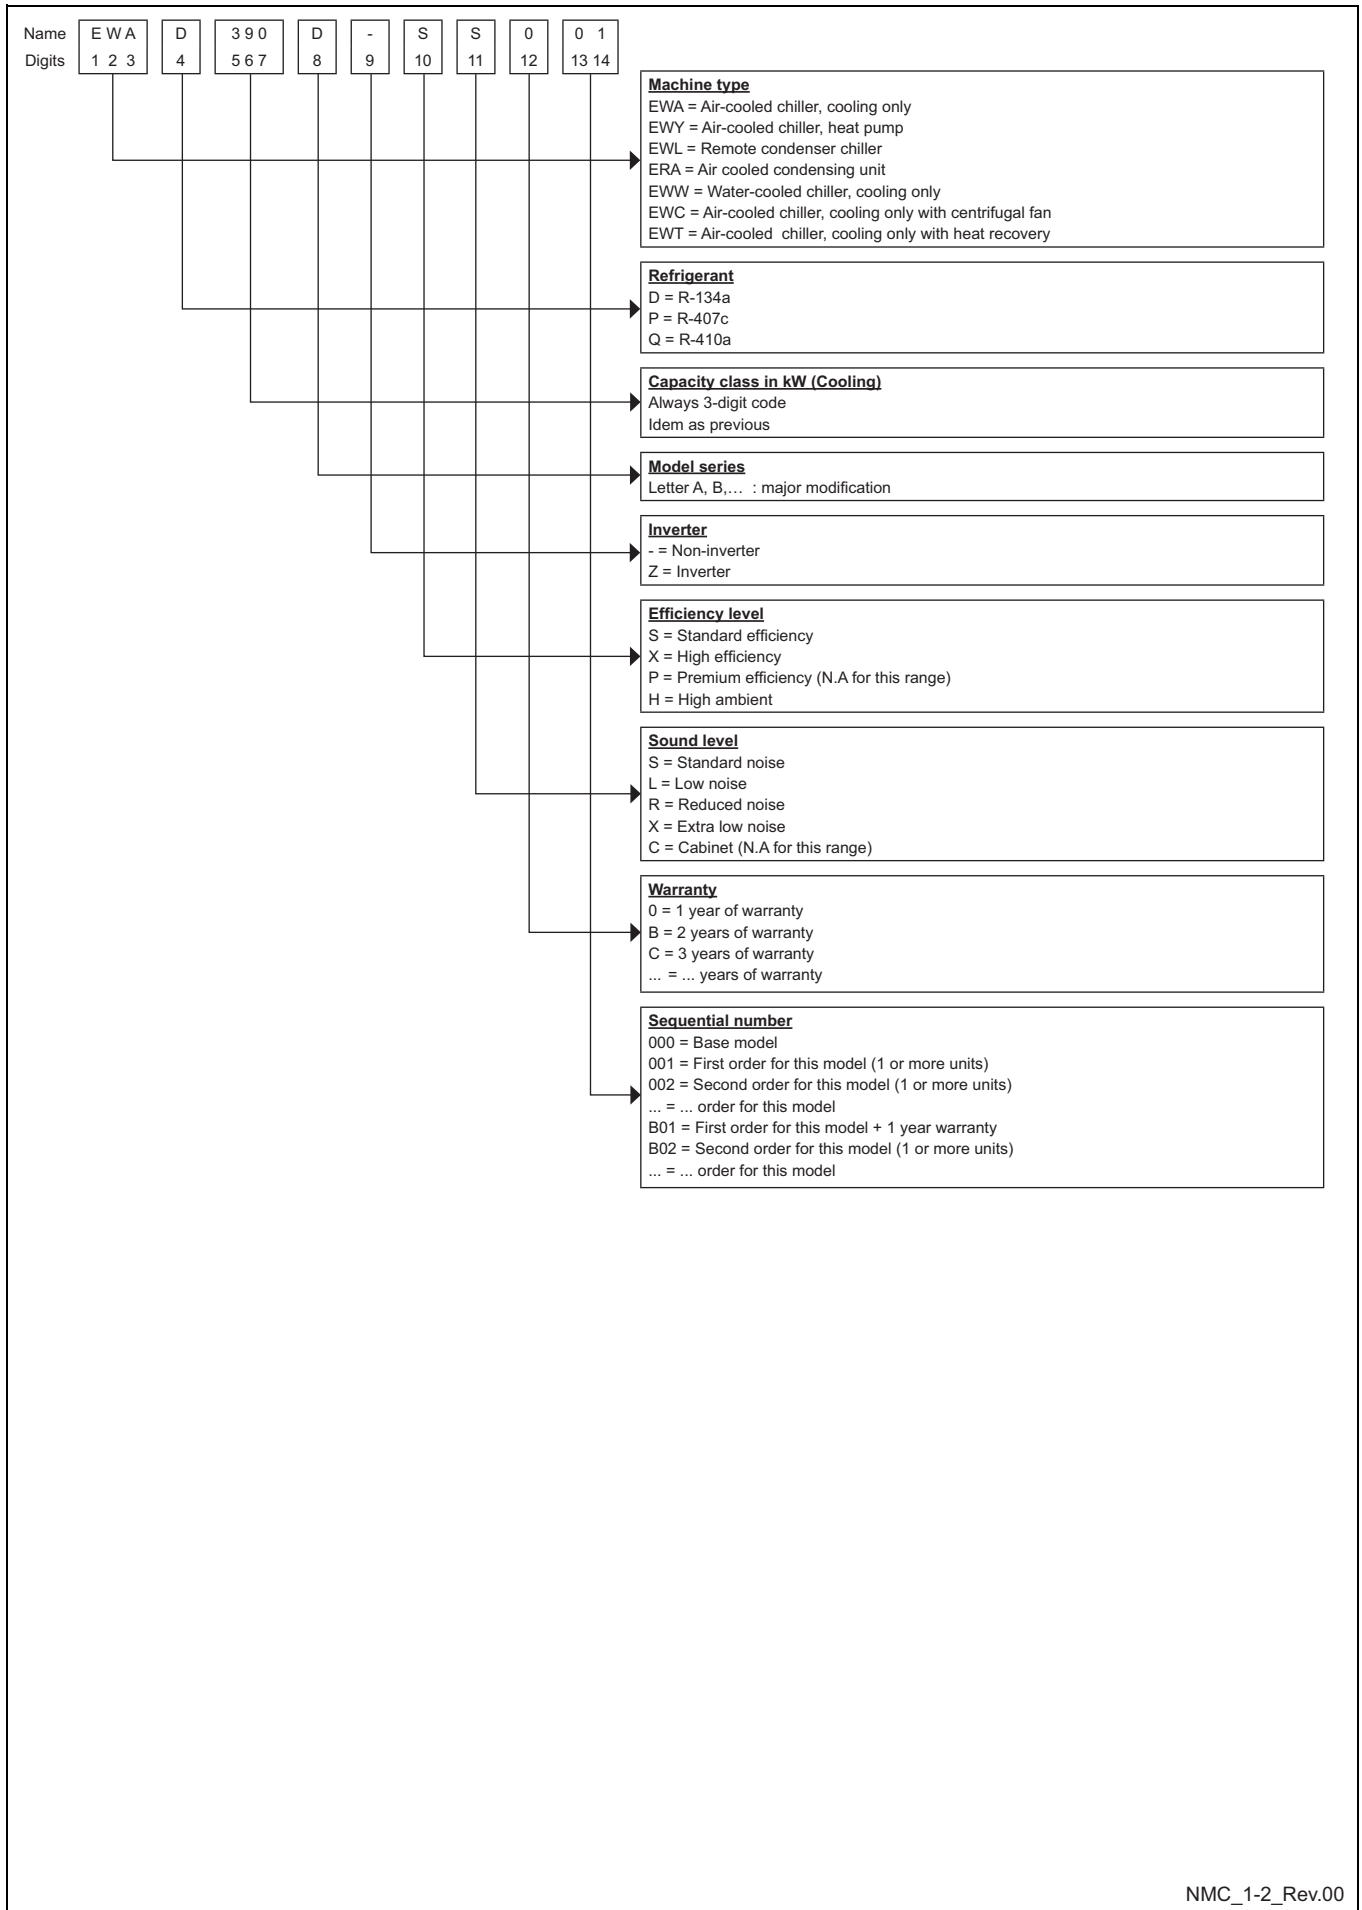 Name E W A D 3 9 0 D - S S 0 0 1
Digits 1 2 3 4 5 6 7 8 9 10 11 12 13 14
Machine type
EWA = Air-cooled chiller, cooling only
EWY = Air-cooled chiller, heat pump
EWL = Remote condenser chiller
ERA = Air cooled condensing unit
EWW = Water-cooled chiller, cooling only
EWC = Air-cooled chiller, cooling only with centrifugal fan
EWT = Air-cooled chiller, cooling only with heat recovery
Refrigerant
D = R-134a
P = R-407c
Q = R-410a
Capacity class in kW (Cooling)
Always 3-digit code
Idem as previous
Model series
Letter A, B,… : major modification
Inverter
- = Non-inverter
Z = Inverter
Efficiency level
S = Standard efficiency
X = High efficiency
P = Premium efficiency (N.A for this range)
H = High ambient
Sound level
S = Standard noise
L = Low noise
R = Reduced noise
X = Extra low noise
C = Cabinet (N.A for this range)
Warranty
0 = 1 year of warranty
B = 2 years of warranty
C = 3 years of warranty
... = ... years of warranty
Sequential number
000 = Base model
001 = First order for this model (1 or more units)
002 = Second order for this model (1 or more units)
... = ... order for this model
B01 = First order for this model + 1 year warranty
B02 = Second order for this model (1 or more units)
... = ... order for this model
NMC_1-2_Rev.00